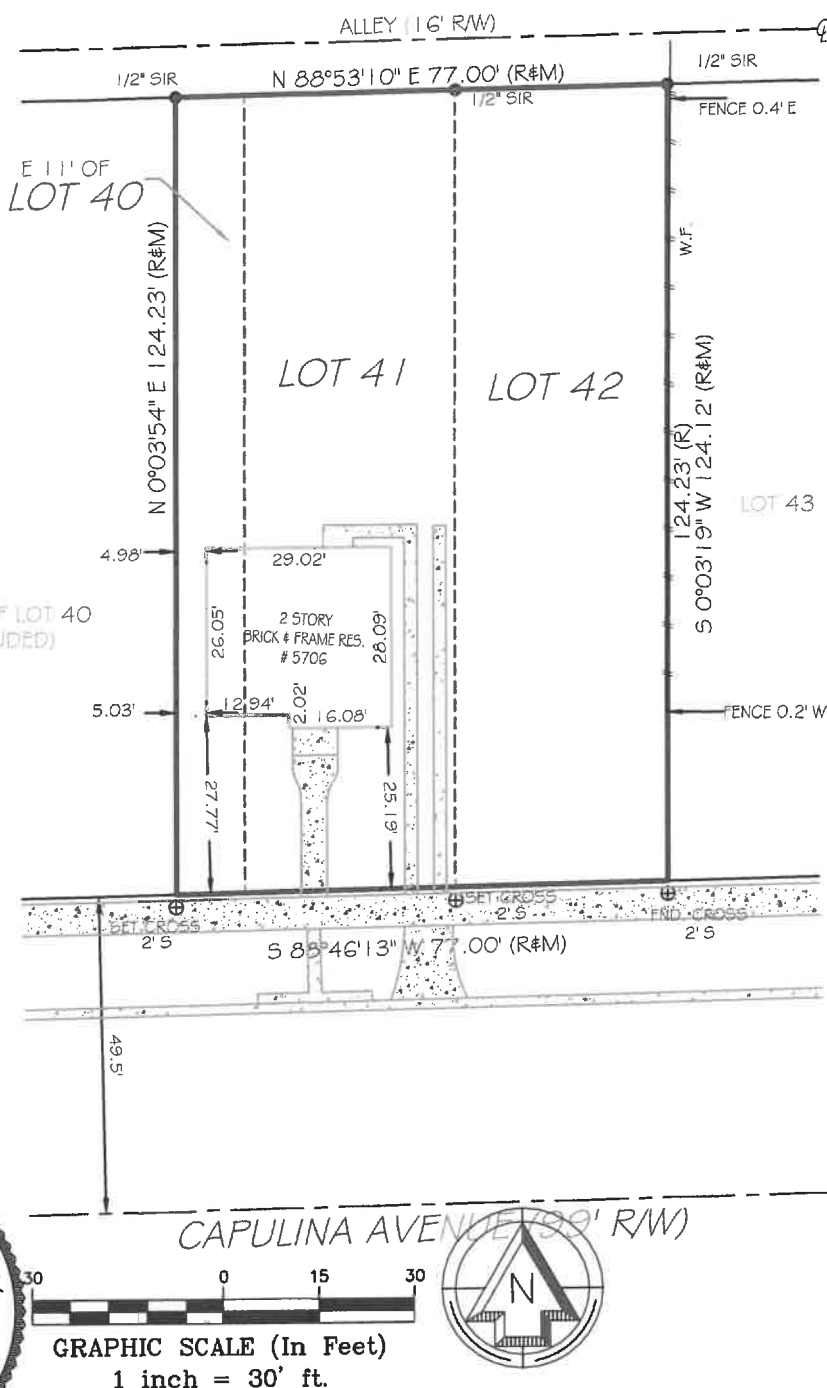 ALLEY (16' R/W)
1/2" SIR
N 88°53'10" E 77.00' (R&M)
1/2" SIR
1/2" SIR
FENCE 0.4' E
E 11' OF
LOT 40
N 0°03'54" E 124.23' (R&M)
W.F.
LOT 41
LOT 42
124.23' (R)
S 0°03'19" W 124.12' (R&M)
LOT 43
4.98'
29.02'
LOT 40
26.05'
2 STORY
BRICK & FRAME RES.
# 5706
28.09'
5.03'
12.94'
2.02'
16.08'
FENCE 0.2' W
27.77'
25.19'
SET CROSS
2' S
SET CROSS
2' S
FND. CROSS
2' S
S 88°46'13" W 77.00' (R&M)
49.5'
CAPULINA AVENUE (99' R/W)
30 0 15 30
N
GRAPHIC SCALE (In Feet)
1 inch = 30' ft.